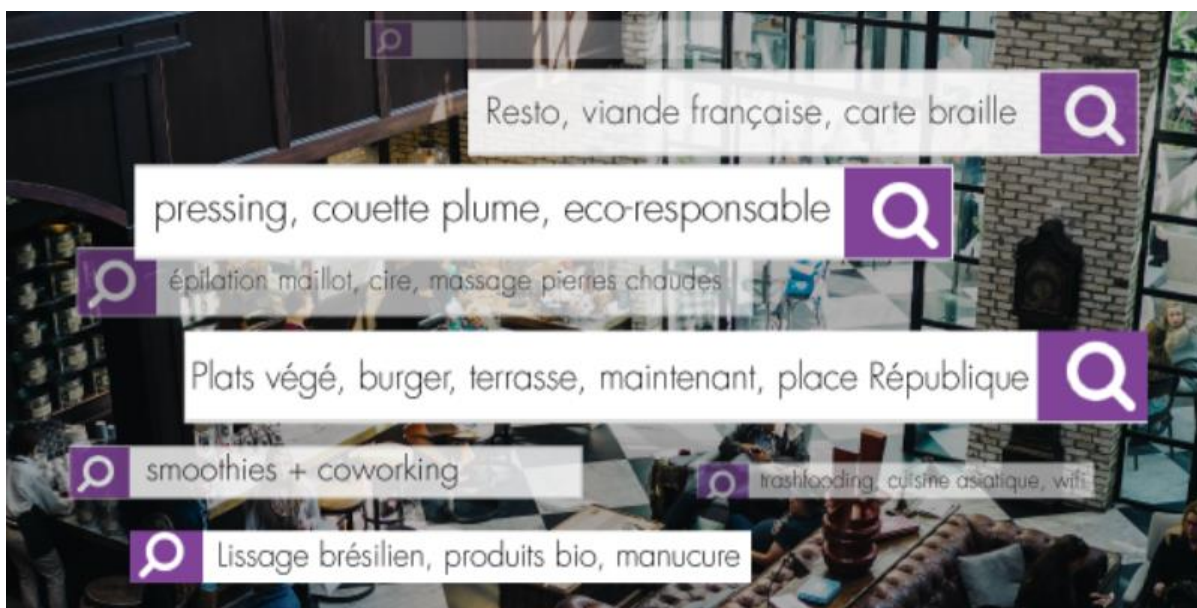 Resto, viande française, carte braille
pressing, couette plume, eco-responsable
épilation maillot, cire, massage pierres chaudes
Plats végé, burger, terrasse, maintenant, place République
smoothies + coworking
trashfooding, cuisine asiatique, wifi
Lissage brésilien, produits bio, manucure